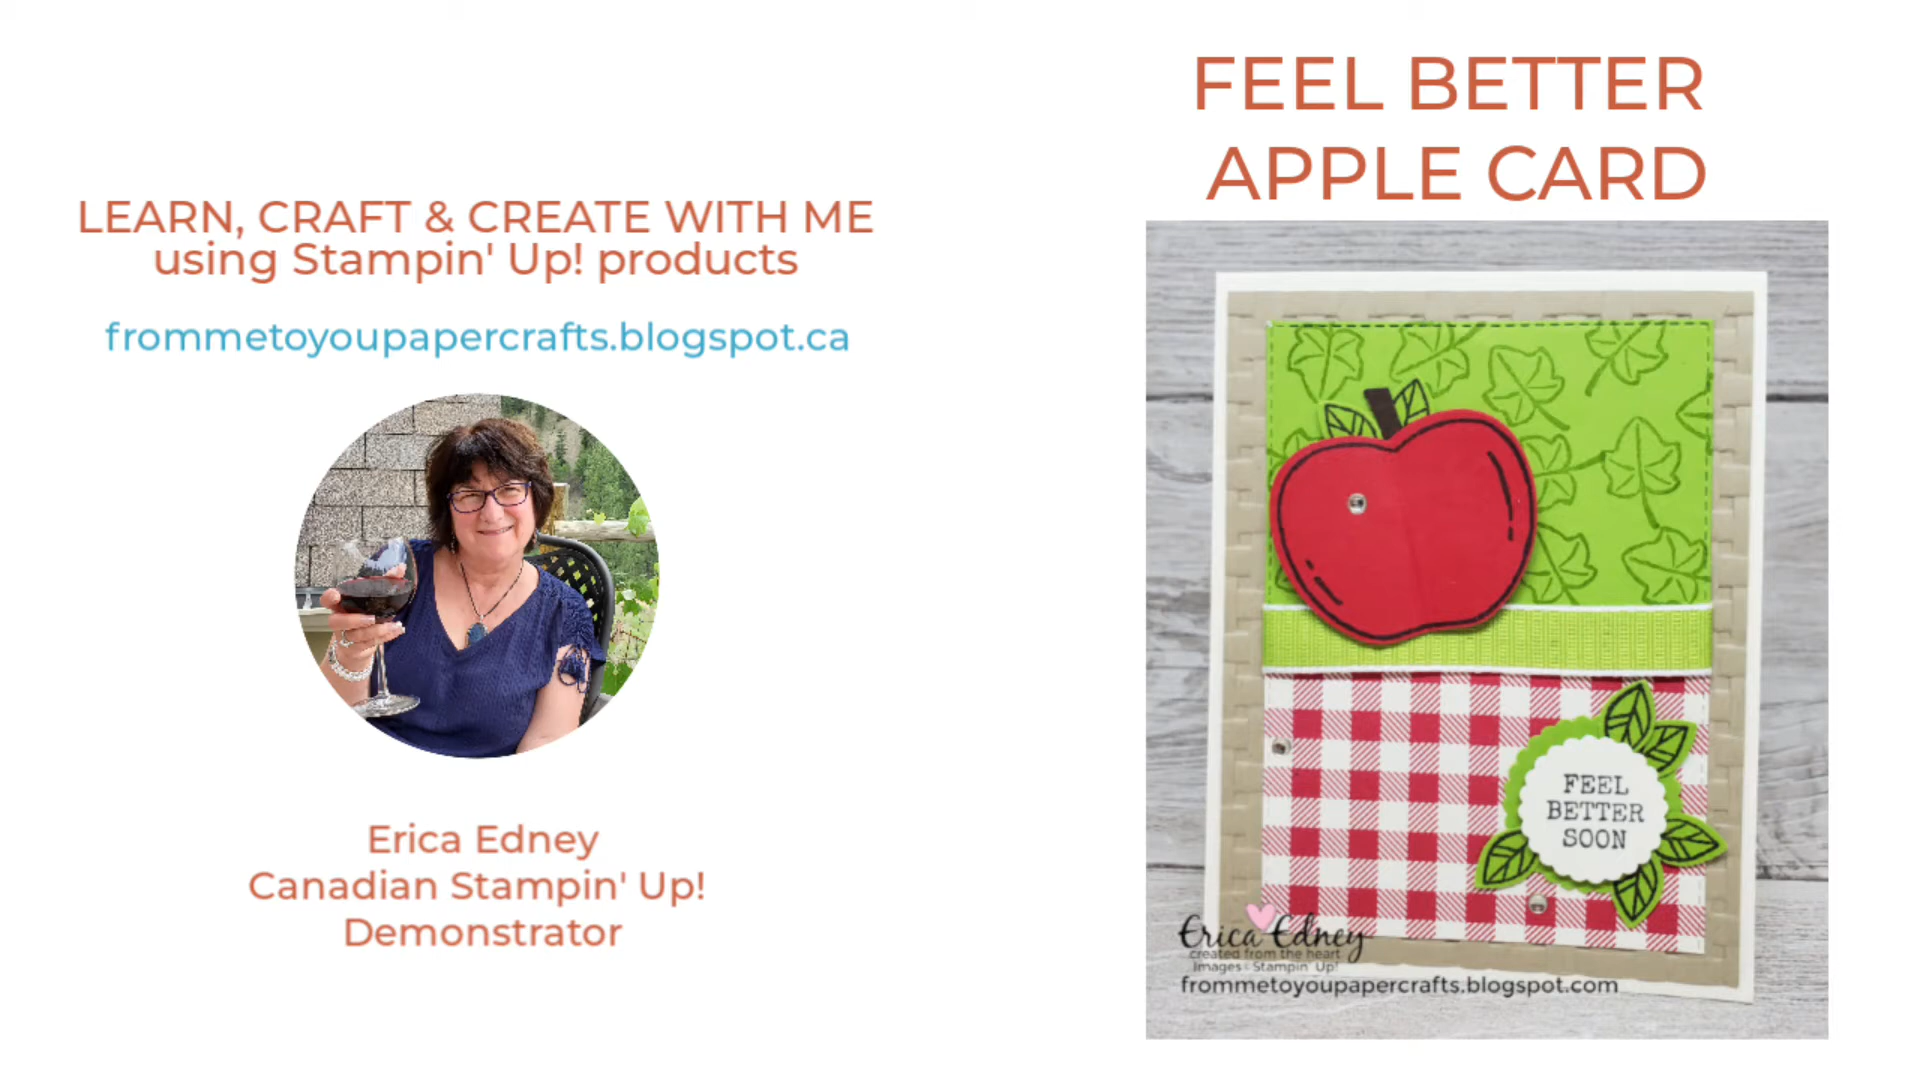 FEEL BETTER
APPLE CARD
LEARN, CRAFT & CREATE WITH ME
using Stampin' Up! products
frommetoyoupapercrafts.blogspot.ca
Erica Edney
Canadian Stampin' Up!
Demonstrator
FEEL
BETTER
SOON
Erica Edney
created from the heart
Images © Stampin' Up!
frommetoyoupapercrafts.blogspot.com